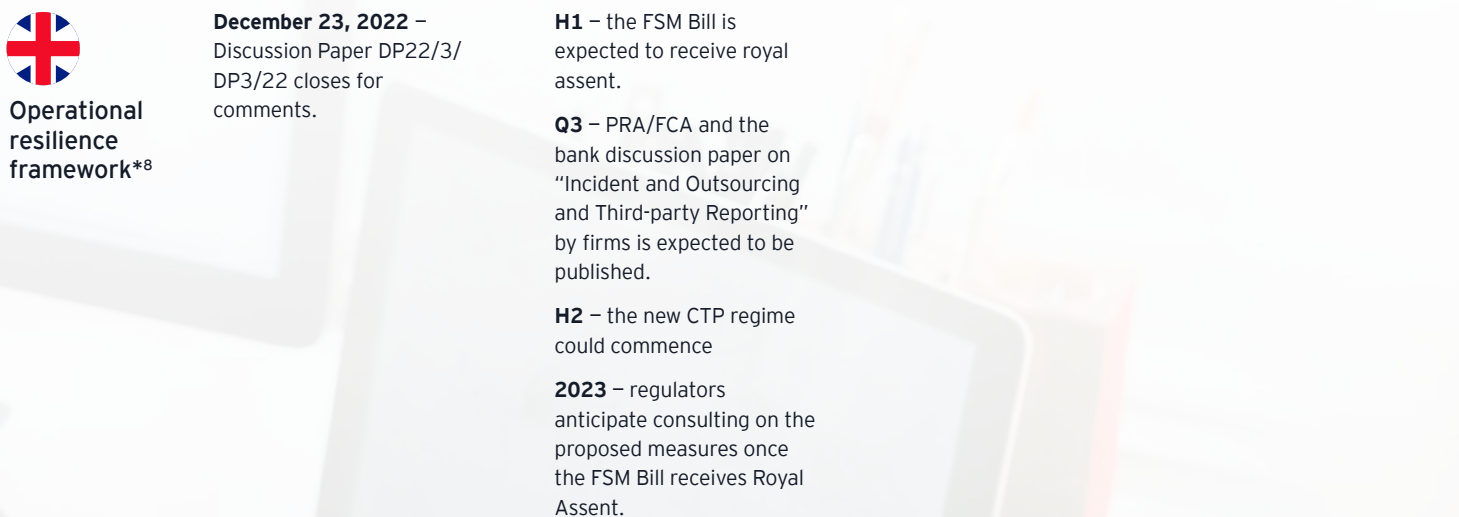 Operational
resilience
framework*8
December 23, 2022 –
Discussion Paper DP22/3/
DP3/22 closes for
comments.
H1 – the FSM Bill is
expected to receive royal
assent.
Q3 – PRA/FCA and the
bank discussion paper on
“Incident and Outsourcing
and Third-party Reporting”
by firms is expected to be
published.
H2 – the new CTP regime
could commence
2023 – regulators
anticipate consulting on the
proposed measures once
the FSM Bill receives Royal
Assent.